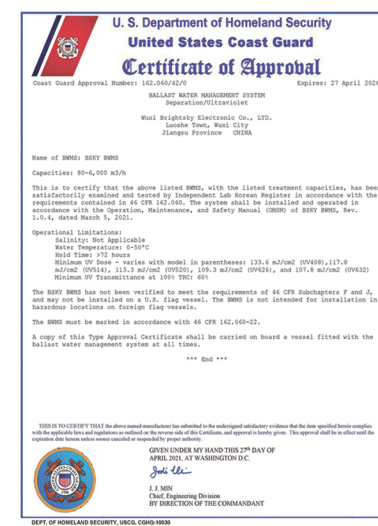 U. S. Department of Homeland Security
United States Coast Guard
Certificate of Approval
Coast Guard Approval Number: 162.060/42/0 Expires: 27 April 2026
BALLAST WATER MANAGEMENT SYSTEM
Separation/Ultraviolet
Wuxi Brightsky Electronic Co., LTD.
Luoshe Town, Wuxi City
Jiangsu Province CHINA
Name of BWMS: BSKY BWMS
Capacities: 80-6,000 m3/h
This is to certify that the above listed BWMS, with the listed treatment capacities, has been
satisfactorily examined and tested by Independent Lab Korean Register in accordance with the
requirements contained in 46 CFR 162.060. The system shall be installed and operated in
accordance with the Operation, Maintenance, and Safety Manual (OMSM) of BSKY BWMS, Rev.
1.0.4, dated March 5, 2021.
Operational Limitations:
Salinity: Not Applicable
Water Temperature: 0-50°C
Hold Time: >72 hours
Minimum UV Dose - varies with model in parentheses: 133.6 mJ/cm2 (UV408),117.8
mJ/cm2 (UV514), 113.3 mJ/cm2 (UV520), 109.3 mJ/cm2 (UV626), and 107.8 mJ/cm2 (UV632)
Minimum UV Transmittance at 100% TRC: 60%
The BSKY BWMS has not been verified to meet the requirements of 46 CFR Subchapters F and J,
and may not be installed on a U.S. flag vessel. The BWMS is not intended for installation in
hazardous locations on foreign flag vessels.
The BWMS must be marked in accordance with 46 CFR 162.060-22.
A copy of this Type Approval Certificate shall be carried on board a vessel fitted with the
ballast water management system at all times.
*** End ***
THIS IS TO CERTIFY THAT the above named manufacturer has submitted to the undersigned satisfactory evidence that the item specified herein complies
with the applicable laws and regulations as outlined on the reverse side of this Certificate, and approval is hereby given. This approval shall be in effect until the
expiration date hereon unless sooner canceled or suspended by proper authority.
GIVEN UNDER MY HAND THIS 27th DAY OF
APRIL 2021, AT WASHINGTON D.C.
J. J. MIN
Chief, Engineering Division
BY DIRECTION OF THE COMMANDANT
DEPT. OF HOMELAND SECURITY, USCG, CGHQ-10030